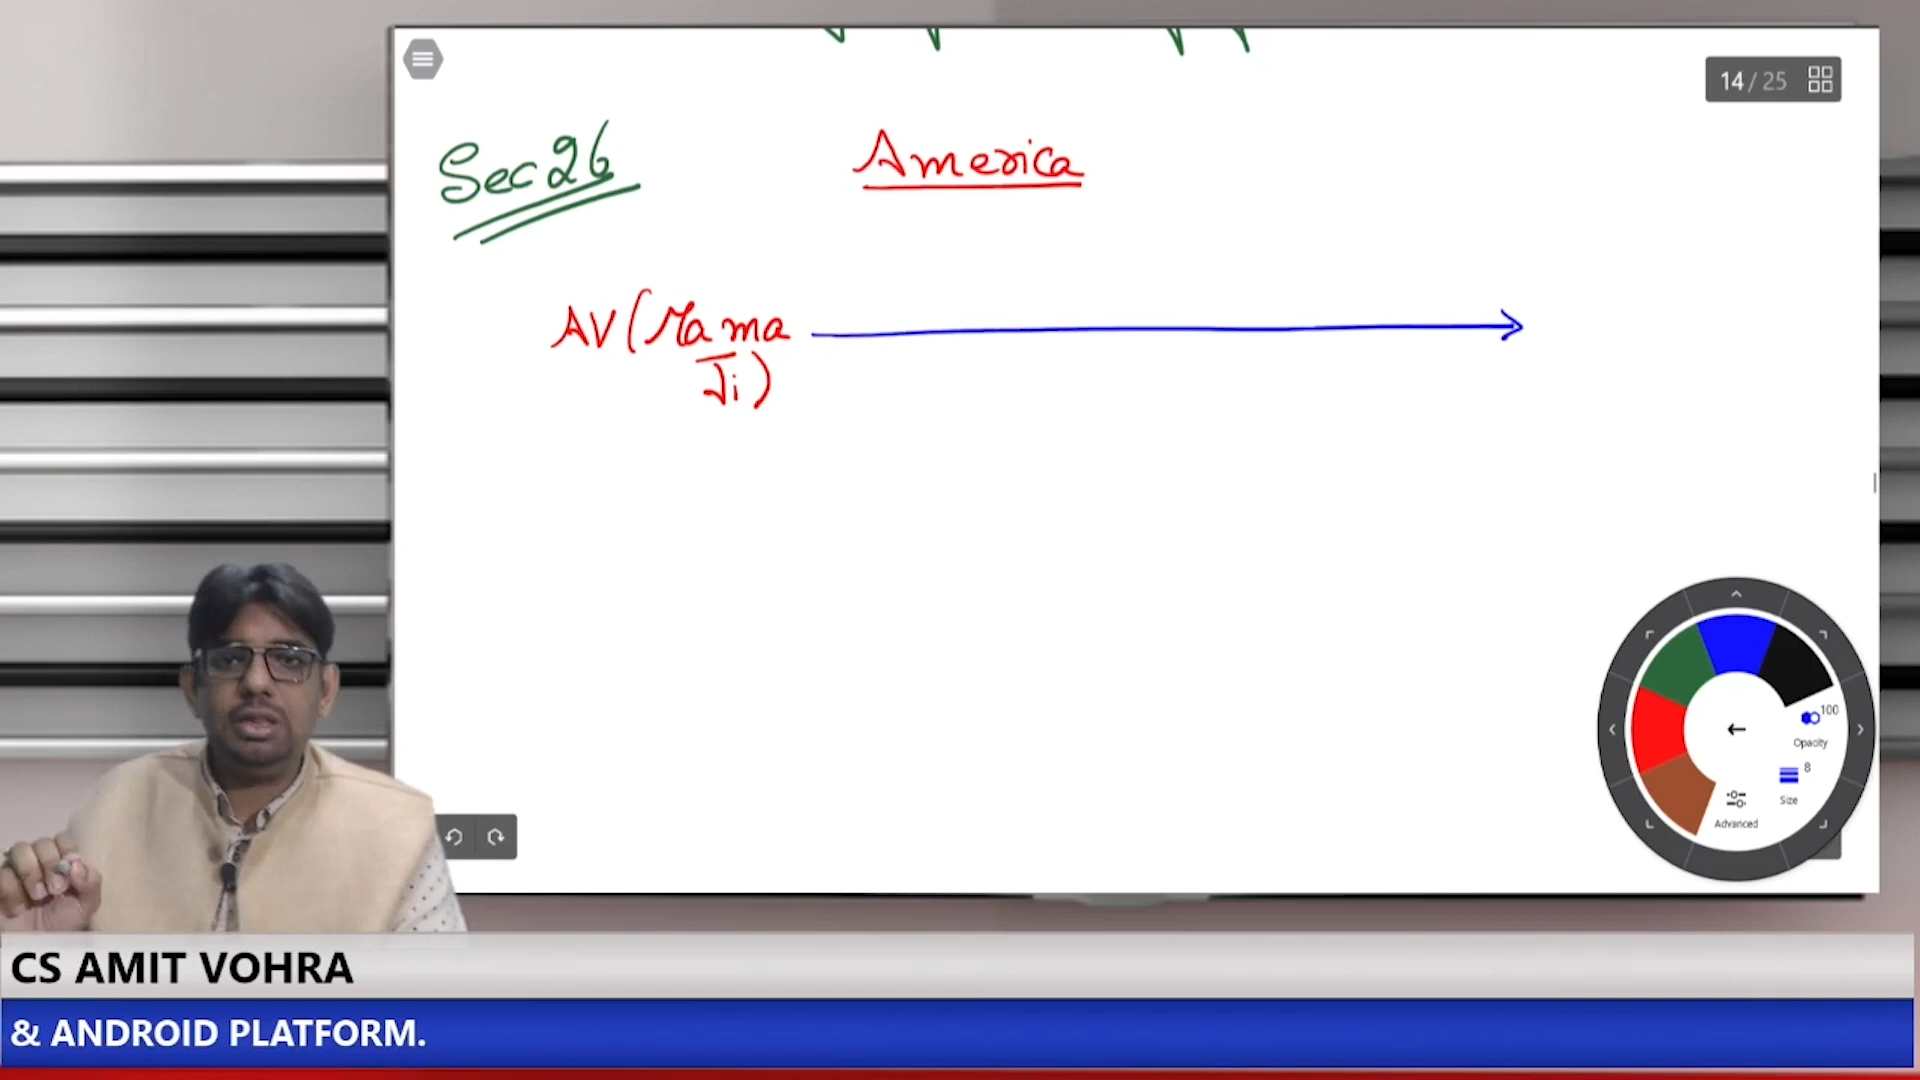 14 / 25
Sec 26
America
AV (Mama
Ji)
100
Opacity
8
Size
Advanced
CS AMIT VOHRA
& ANDROID PLATFORM.